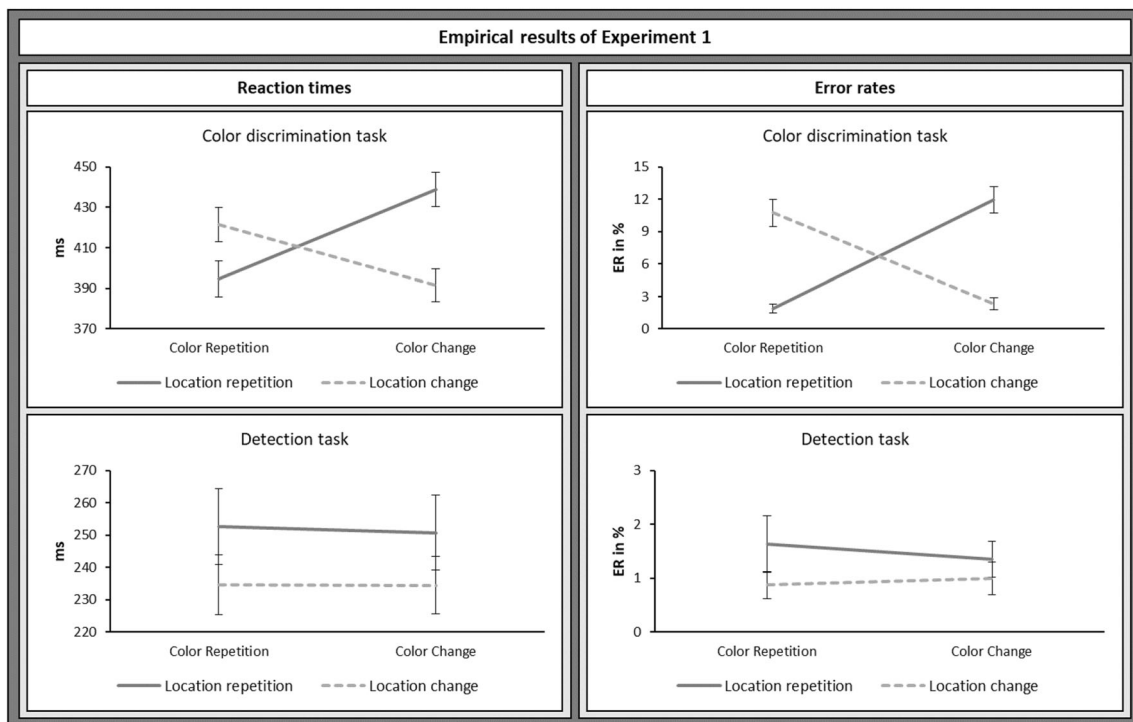 Empirical results of Experiment 1
Reaction times
Color discrimination task
450
430
410
390
370
ms
Color Repetition Color Change
Location repetition Location change
Detection task
270
260
250
240
230
220
ms
Color Repetition Color Change
Location repetition Location change
Error rates
Color discrimination task
15
12
9
6
3
0
ER in %
Color Repetition Color Change
Location repetition Location change
Detection task
3
2
1
0
ER in %
Color Repetition Color Change
Location repetition Location change